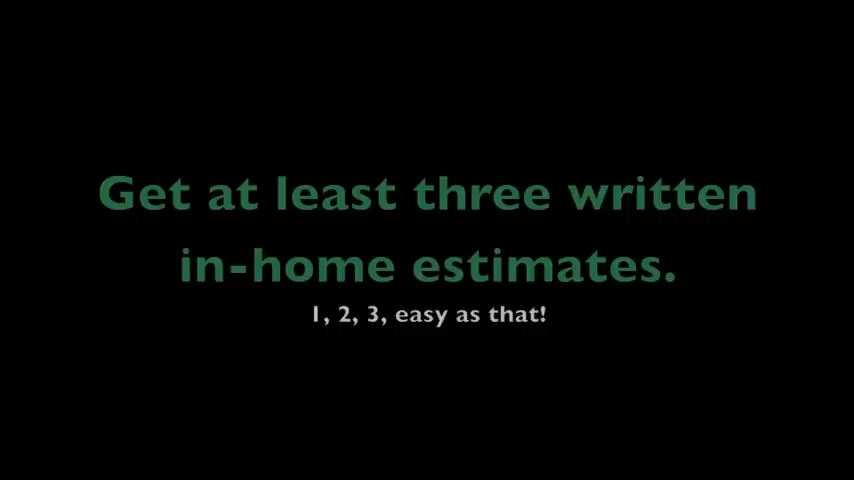 Get at least three written
in-home estimates.
1, 2, 3, easy as that!